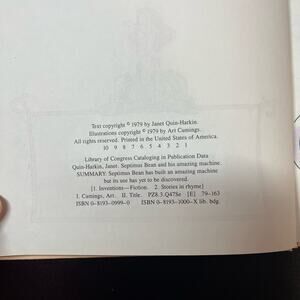 Text copyright © 1979 by Janet Quin-Harkin.
Illustrations copyright © 1979 by Art Cumings.
All rights reserved. Printed in the United States of America.
10 9 8 7 6 5 4 3 2 1
Library of Congress Cataloging in Publication Data
Quin-Harkin, Janet. Septimus Bean and his amazing machine.
SUMMARY: Septimus Bean has built an amazing machine
but its use has yet to be discovered.
[1. Inventions—Fiction. 2. Stories in rhyme]
I. Cumings, Art. II. Title. PZ8.3.Q47Se [E] 79-163
ISBN 0-8193-0999-0 ISBN 0-8193-1000-X lib. bdg.